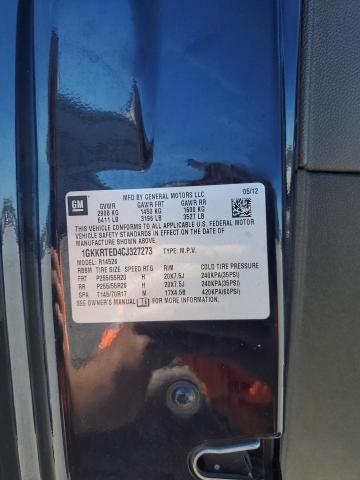 GM
MFD BY GENERAL MOTORS LLC 05/12
GVWR GAWR FRT GAWR RR
2908 KG 1450 KG 1600 KG
6411 LB 3196 LB 3527 LB
THIS VEHICLE CONFORMS TO ALL APPLICABLE U.S. FEDERAL MOTOR
VEHICLE SAFETY STANDARDS IN EFFECT ON THE DATE OF
MANUFACTURE SHOWN ABOVE.
1GKKRTED4CJ327273 TYPE: M.P.V.
MODEL: R14526
TIRE SIZE SPEED RTG RIM COLD TIRE PRESSURE
FRT P255/55R20 H 20X7.5J 240KPA(35PSI)
RR P255/55R20 H 20X7.5J 240KPA(35PSI)
SPA T145/70R17 M 17X4.5B 420KPA(60PSI)
SEE OWNER'S MANUAL FOR MORE INFORMATION.